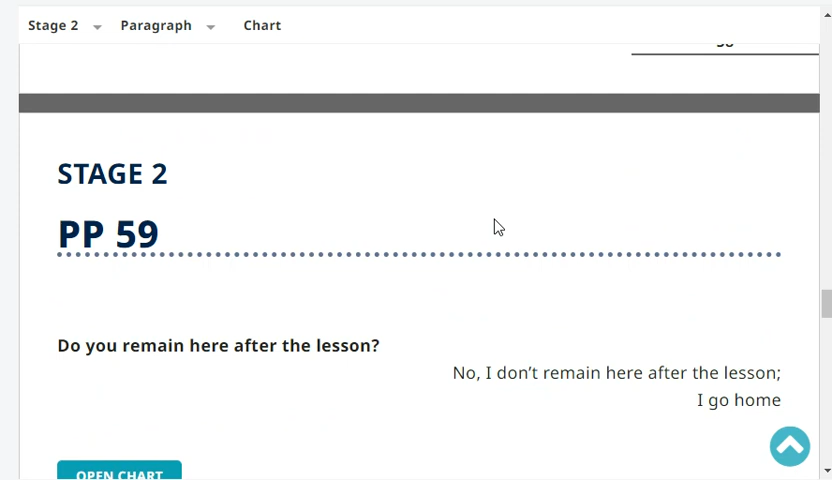 Stage 2 Paragraph Chart
STAGE 2
PP 59
Do you remain here after the lesson?
No, I don’t remain here after the lesson;
I go home
OPEN CHART